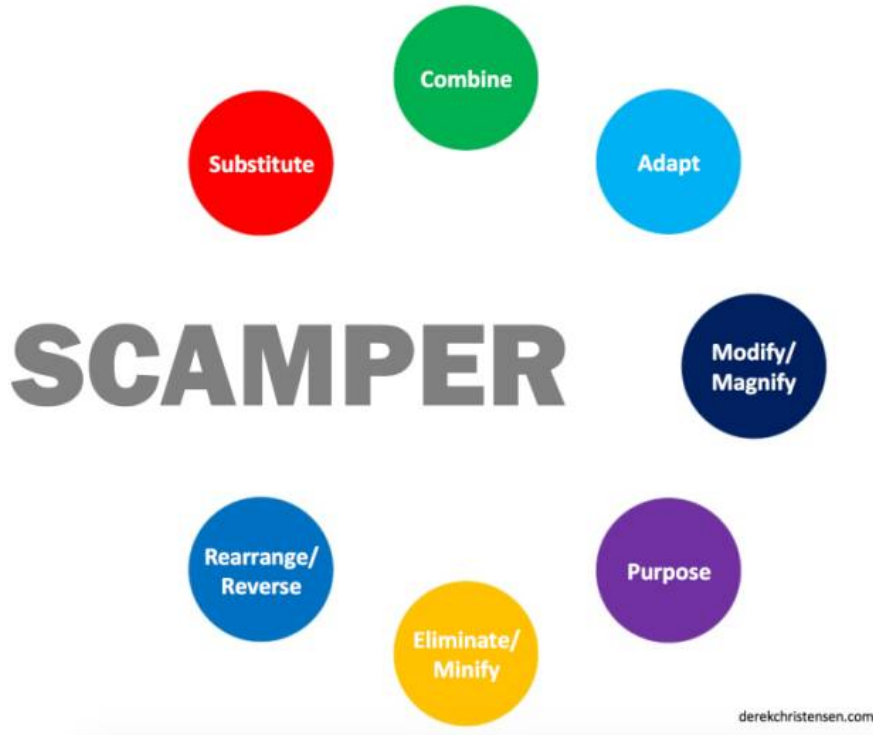 Combine
Substitute
Adapt
SCAMPER
Modify/
Magnify
Rearrange/
Reverse
Purpose
Eliminate/
Minify
derekchristensen.com